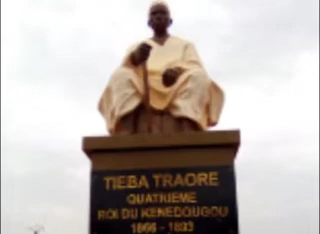 TIEBA TRAORE
QUATRIEME
ROI DU KENEDOUGOU
1866 - 1893